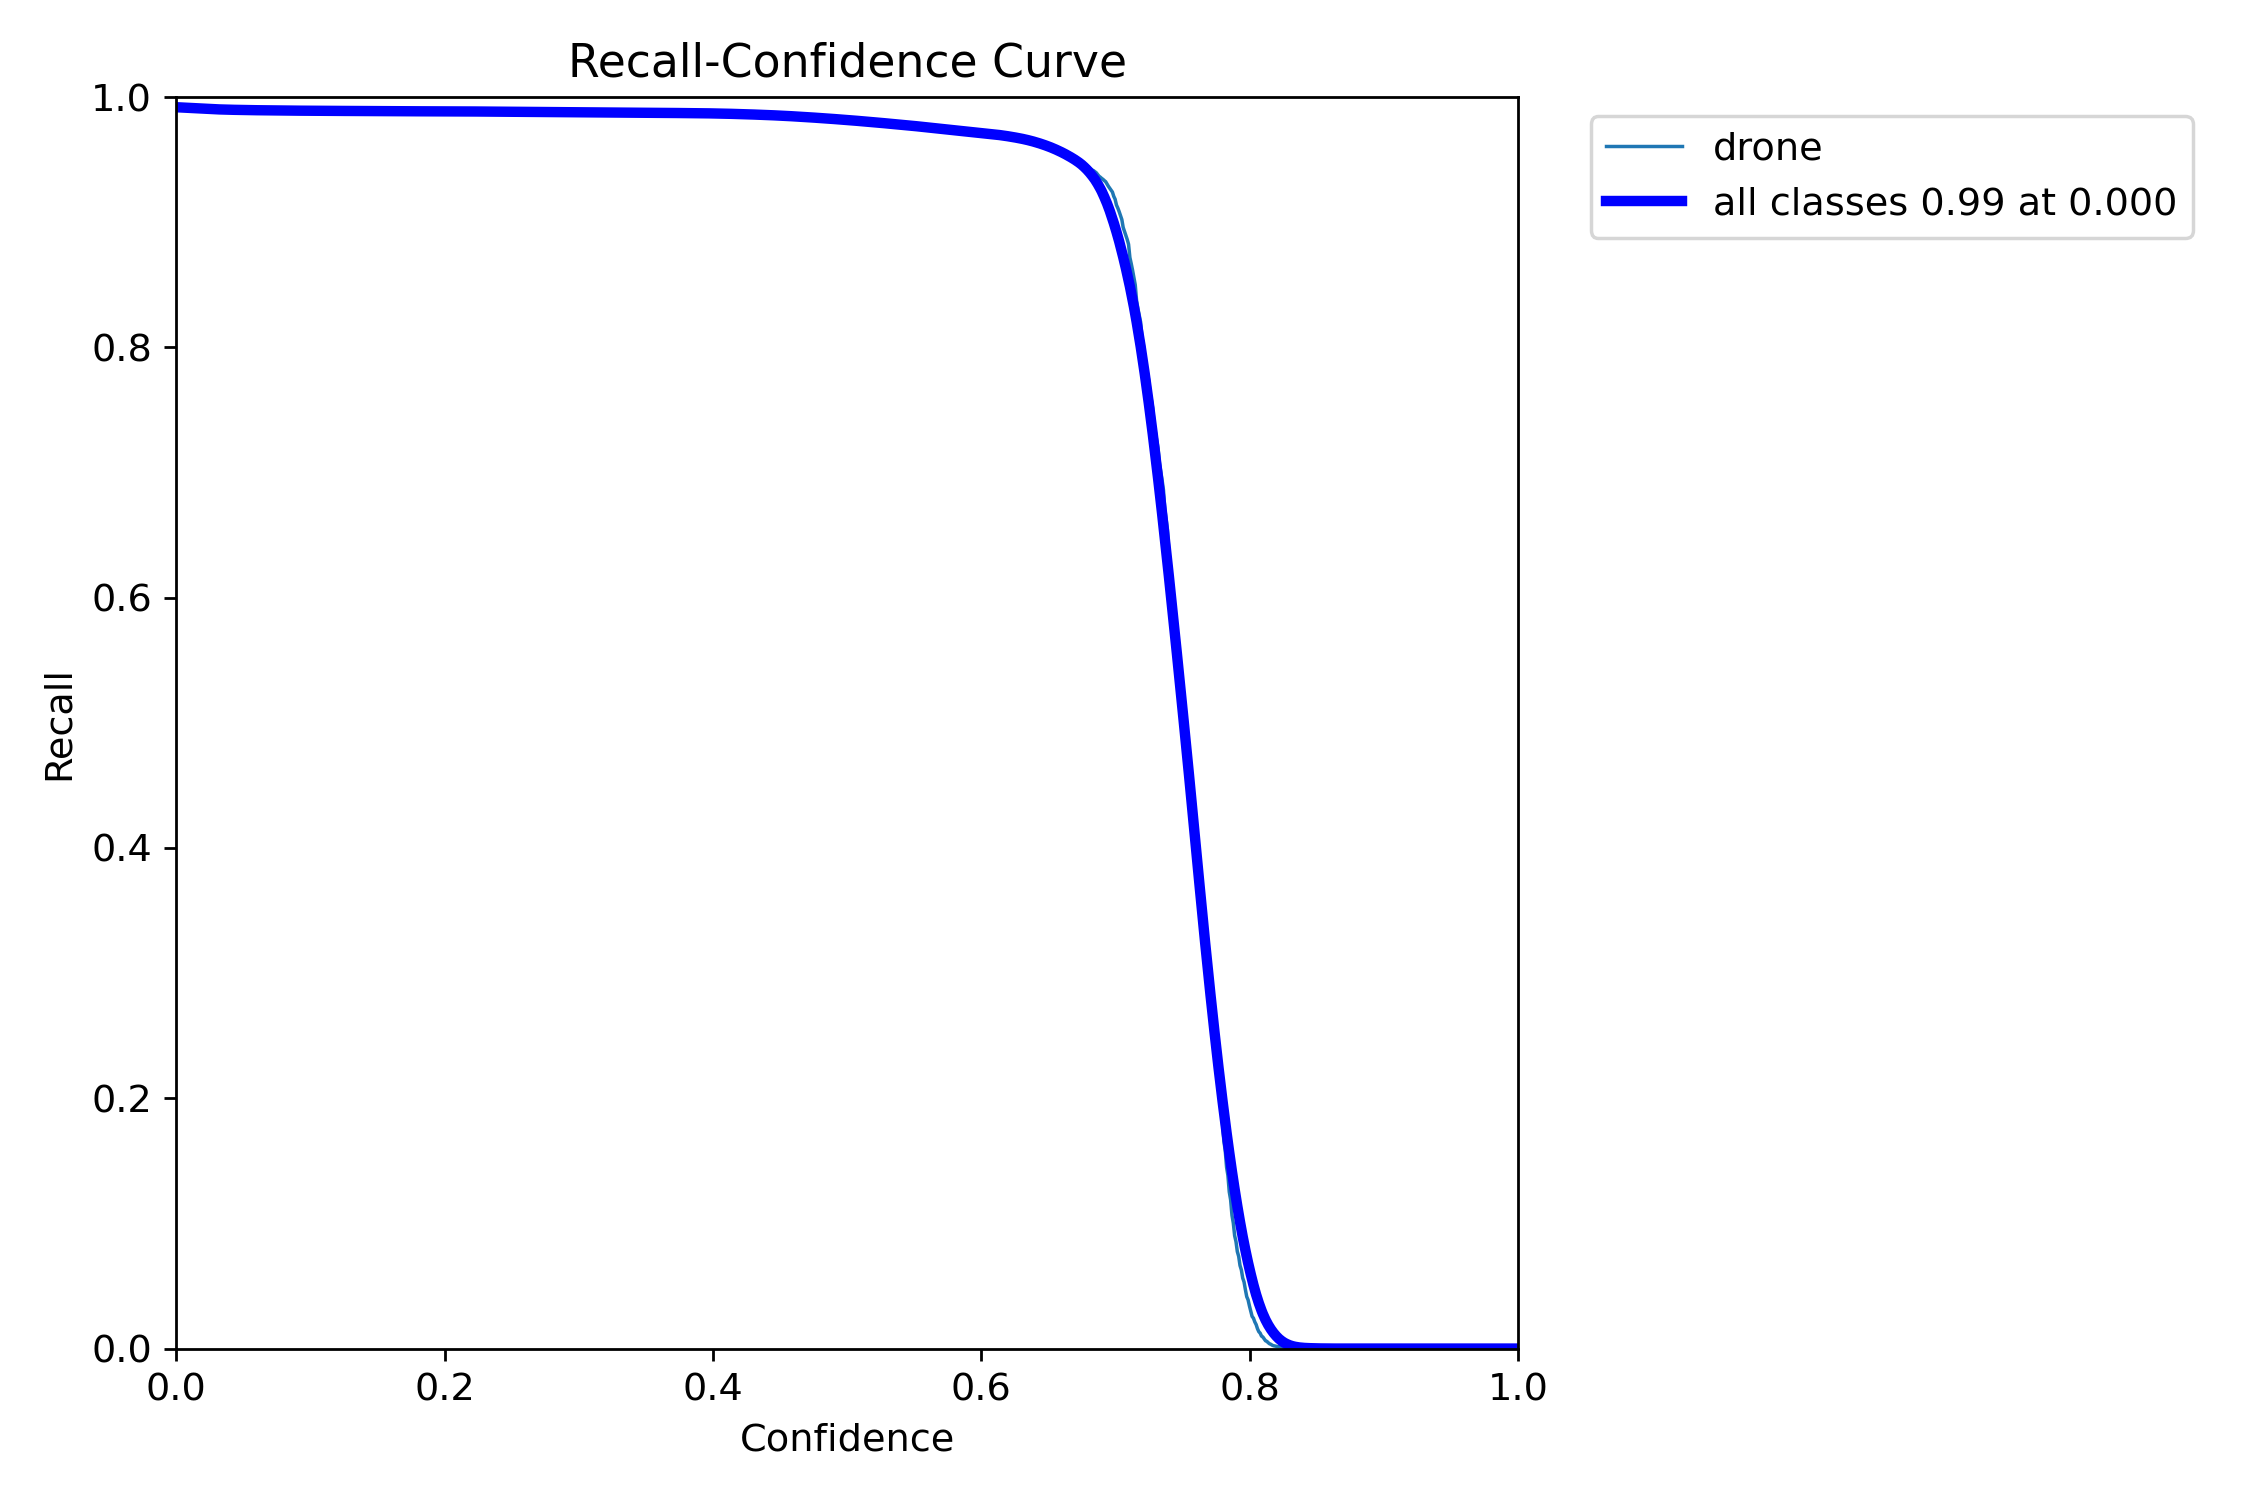 Recall-Confidence Curve
drone
all classes 0.99 at 0.000
1.0
0.8
0.6
0.4
0.2
0.0
Recall
0.0 0.2 0.4 0.6 0.8 1.0
Confidence